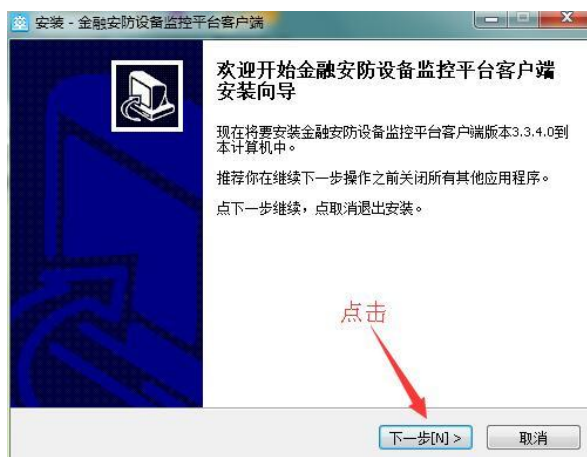 安装 - 金融安防设备监控平台客户端
欢迎开始金融安防设备监控平台客户端
安装向导
现在将要安装金融安防设备监控平台客户端版本3.3.4.0到
本计算机中。
推荐你在继续下一步操作之前关闭所有其他应用程序。
点下一步继续，点取消退出安装。
点击
下一步[N] >
取消